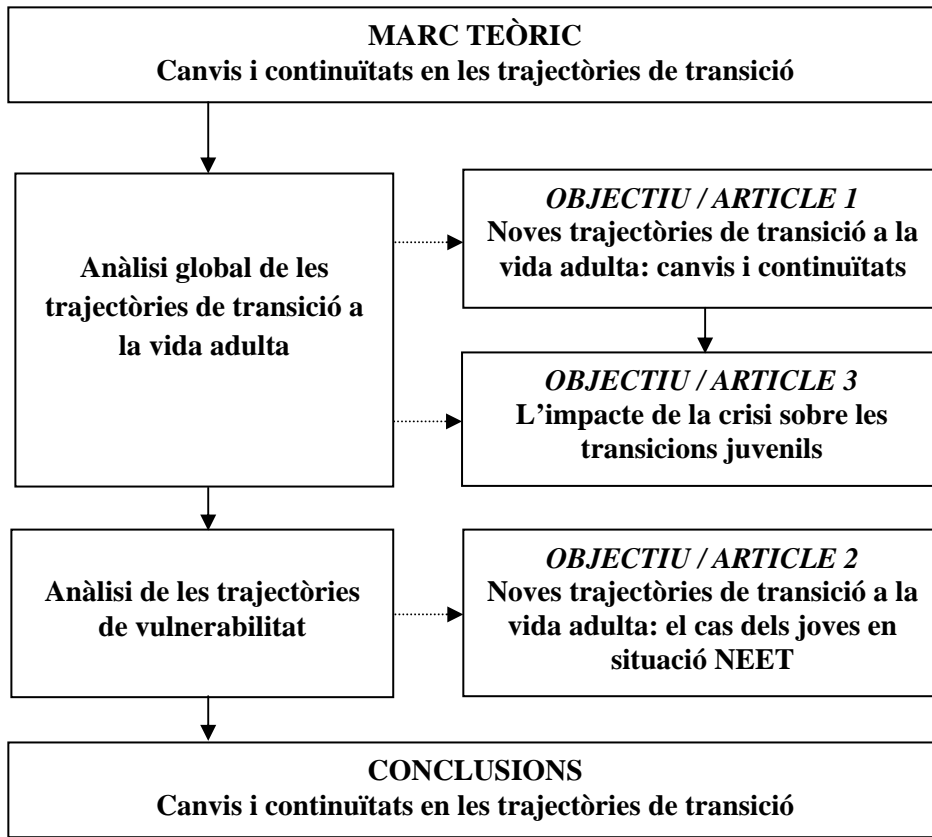 MARC TEÒRIC
Canvis i continuïtats en les trajectòries de transició
Anàlisi global de les
trajectòries de transició a
la vida adulta
OBJECTIU / ARTICLE 1
Noves trajectòries de transició a la
vida adulta: canvis i continuïtats
OBJECTIU / ARTICLE 3
L’impacte de la crisi sobre les
transicions juvenils
Anàlisi de les trajectòries
de vulnerabilitat
OBJECTIU / ARTICLE 2
Noves trajectòries de transició a la
vida adulta: el cas dels joves en
situació NEET
CONCLUSIONS
Canvis i continuïtats en les trajectòries de transició